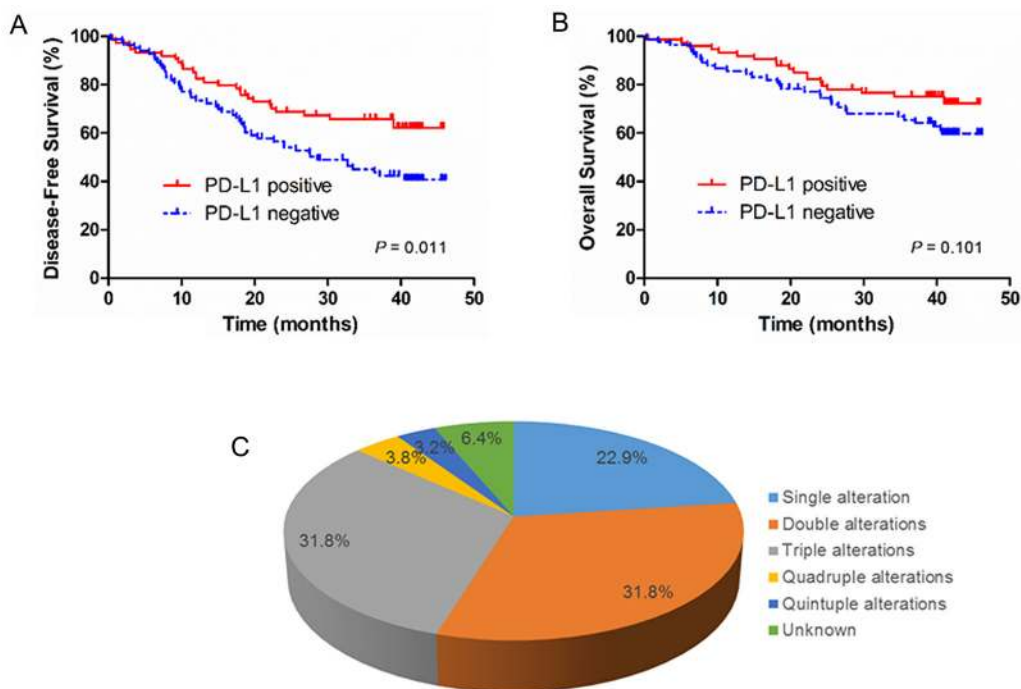 A
Disease-Free Survival (%)
100
80
60
40
20
0
PD-L1 positive
PD-L1 negative
P = 0.011
0 10 20 30 40 50
Time (months)
B
Overall Survival (%)
100
80
60
40
20
0
PD-L1 positive
PD-L1 negative
P = 0.101
0 10 20 30 40 50
Time (months)
C
6.4%
3.2%
3.8%
22.9%
31.8%
31.8%
Single alteration
Double alterations
Triple alterations
Quadruple alterations
Quintuple alterations
Unknown